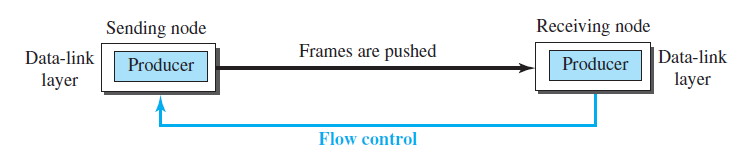 Sending node
Receiving node
Data-link
layer
Producer
Frames are pushed
Producer
Data-link
layer
Flow control